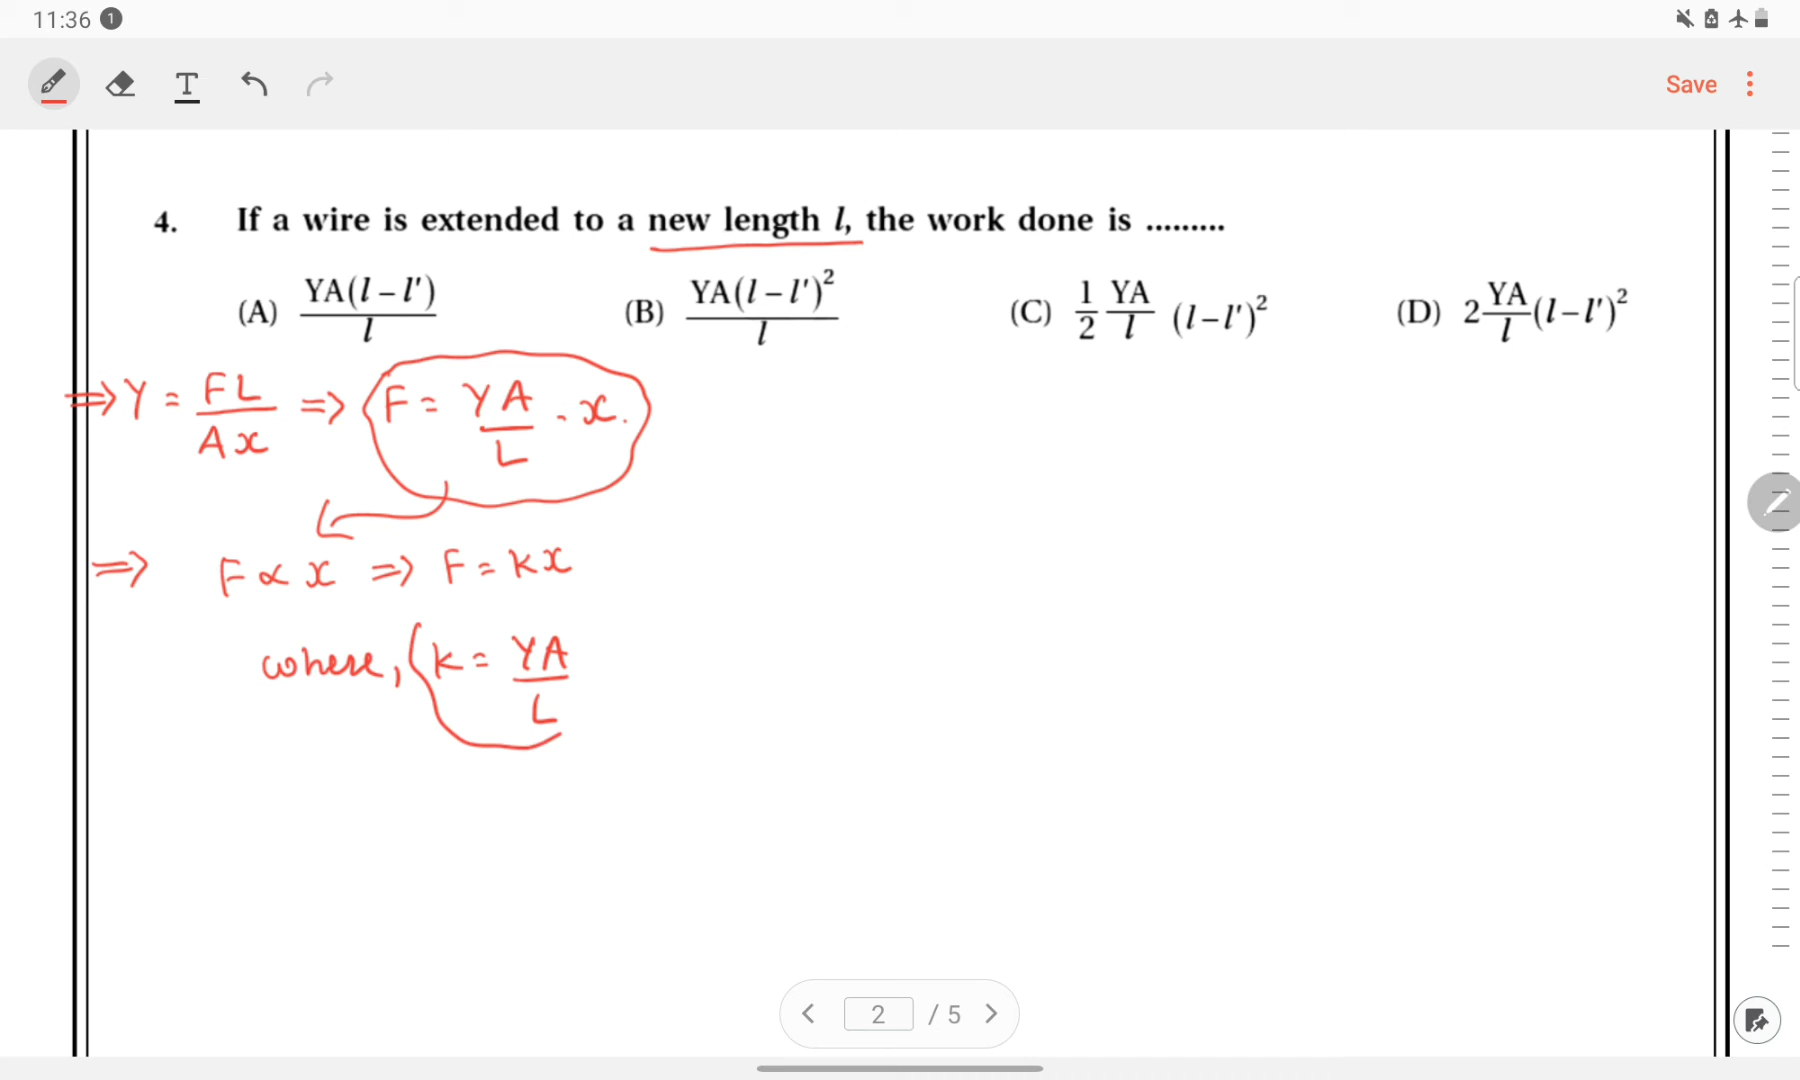 11:36 1
T Save
4. If a wire is extended to a new length l, the work done is .........
(A) YA(l – l')/l (B) YA(l – l')²/l (C) 1/2 YA/l (l – l')² (D) 2 YA/l (l – l')²
⇒ Y = FL/Ax ⇒ F = YA/L · x.
⇒ F ∝ x ⇒ F = kx
where, k = YA/L
2 / 5